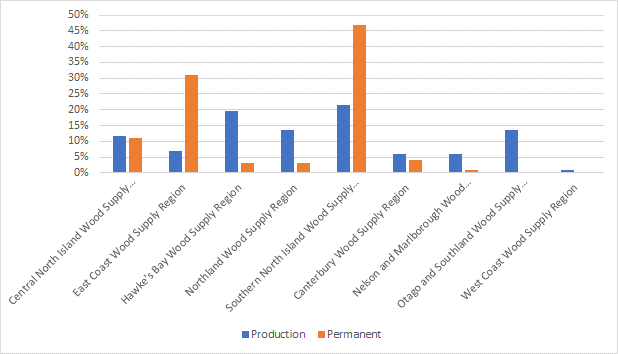 50%
45%
40%
35%
30%
25%
20%
15%
10%
5%
0%
Central North Island Wood Supply...
East Coast Wood Supply Region
Hawke's Bay Wood Supply Region
Northland Wood Supply Region
Southern North Island Wood Supply...
Canterbury Wood Supply Region
Nelson and Marlborough Wood...
Otago and Southland Wood Supply...
West Coast Wood Supply Region
Production Permanent